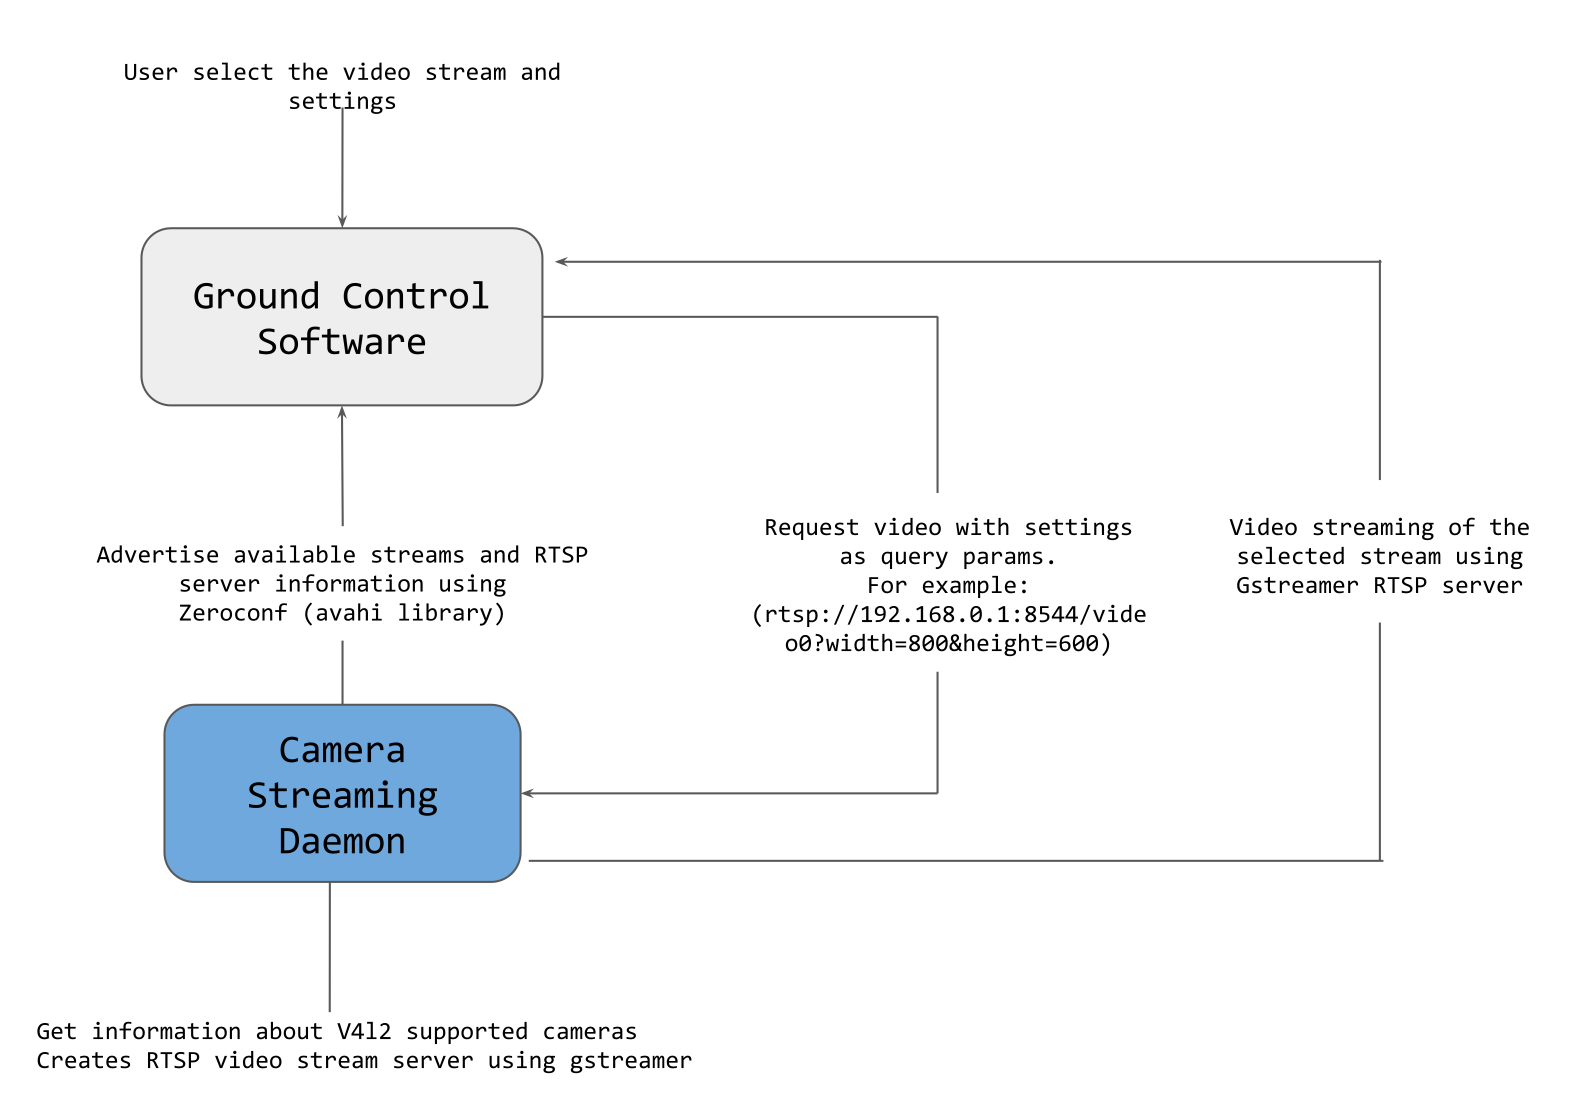 User select the video stream and
settings
Ground Control
Software
Advertise available streams and RTSP
server information using
Zeroconf (avahi library)
Request video with settings
as query params.
For example:
(rtsp://192.168.0.1:8544/vide
o0?width=800&height=600)
Video streaming of the
selected stream using
Gstreamer RTSP server
Camera
Streaming
Daemon
Get information about V4l2 supported cameras
Creates RTSP video stream server using gstreamer